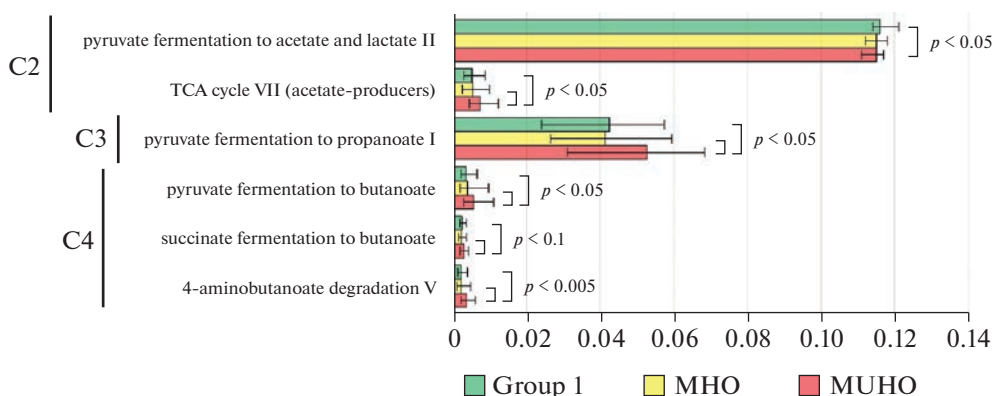 C2
pyruvate fermentation to acetate and lactate II
p < 0.05
TCA cycle VII (acetate-producers)
p < 0.05
C3
pyruvate fermentation to propanoate I
p < 0.05
C4
pyruvate fermentation to butanoate
p < 0.05
succinate fermentation to butanoate
p < 0.1
4-aminobutanoate degradation V
p < 0.005
0 0.02 0.04 0.06 0.08 0.10 0.12 0.14
Group 1 MHO MUHO